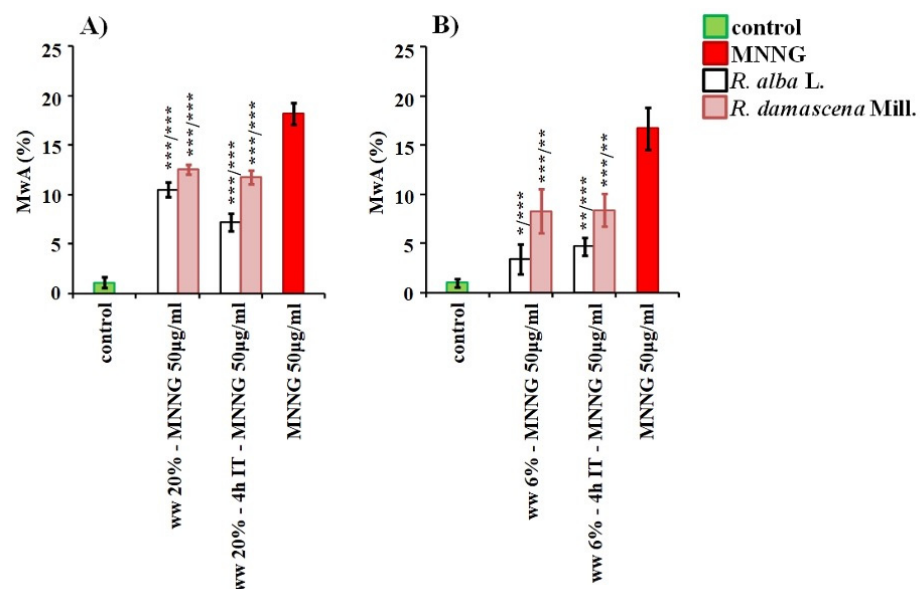 A)
25
20
15
10
5
0
MwA (%)
***/***
***/***
***/***
***/***
control
ww 20% - MNNG 50µg/ml
ww 20% - 4h IT - MNNG 50µg/ml
MNNG 50µg/ml
B)
25
20
15
10
5
0
MwA (%)
*/***
***/**
**/***
***/**
control
ww 6% - MNNG 50µg/ml
ww 6% - 4h IT - MNNG 50µg/ml
MNNG 50µg/ml
control
MNNG
R. alba L.
R. damascena Mill.